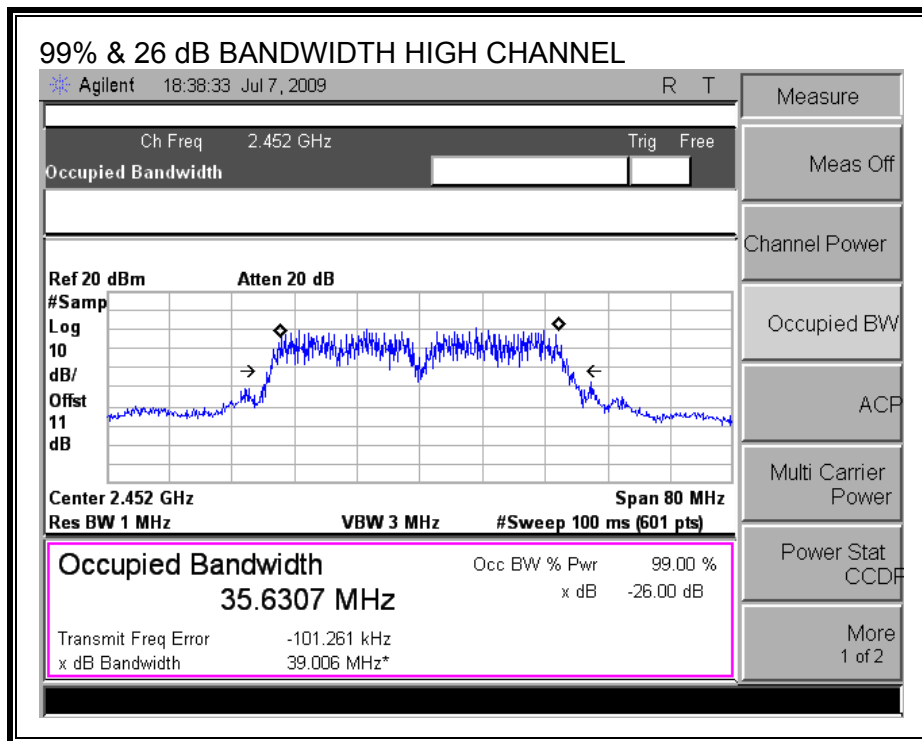 99% & 26 dB BANDWIDTH HIGH CHANNEL
Agilent 18:38:33 Jul 7, 2009 R T
Ch Freq 2.452 GHz Trig Free
Occupied Bandwidth
Ref 20 dBm Atten 20 dB
#Samp
Log
10
dB/
Offst
11
dB
Center 2.452 GHz Span 80 MHz
Res BW 1 MHz VBW 3 MHz #Sweep 100 ms (601 pts)
Occupied Bandwidth Occ BW % Pwr 99.00 %
35.6307 MHz x dB -26.00 dB
Transmit Freq Error -101.261 kHz
x dB Bandwidth 39.006 MHz*
Measure
Meas Off
Channel Power
Occupied BW
ACP
Multi Carrier
Power
Power Stat
CCDF
More
1 of 2